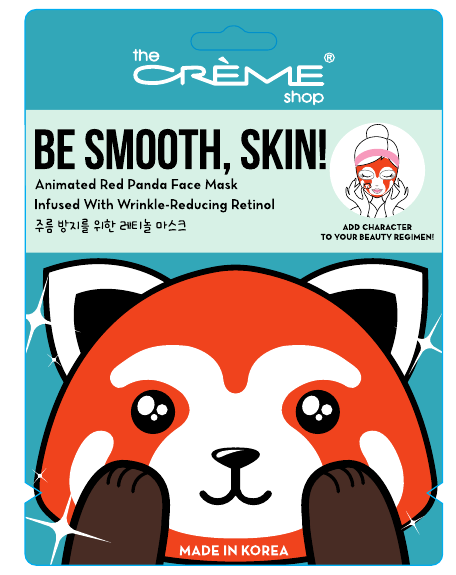 the
CRÈME®
shop
BE SMOOTH, SKIN!
Animated Red Panda Face Mask
Infused With Wrinkle-Reducing Retinol
주름 방지를 위한 레티놀 마스크
ADD CHARACTER
TO YOUR BEAUTY REGIMEN!
MADE IN KOREA